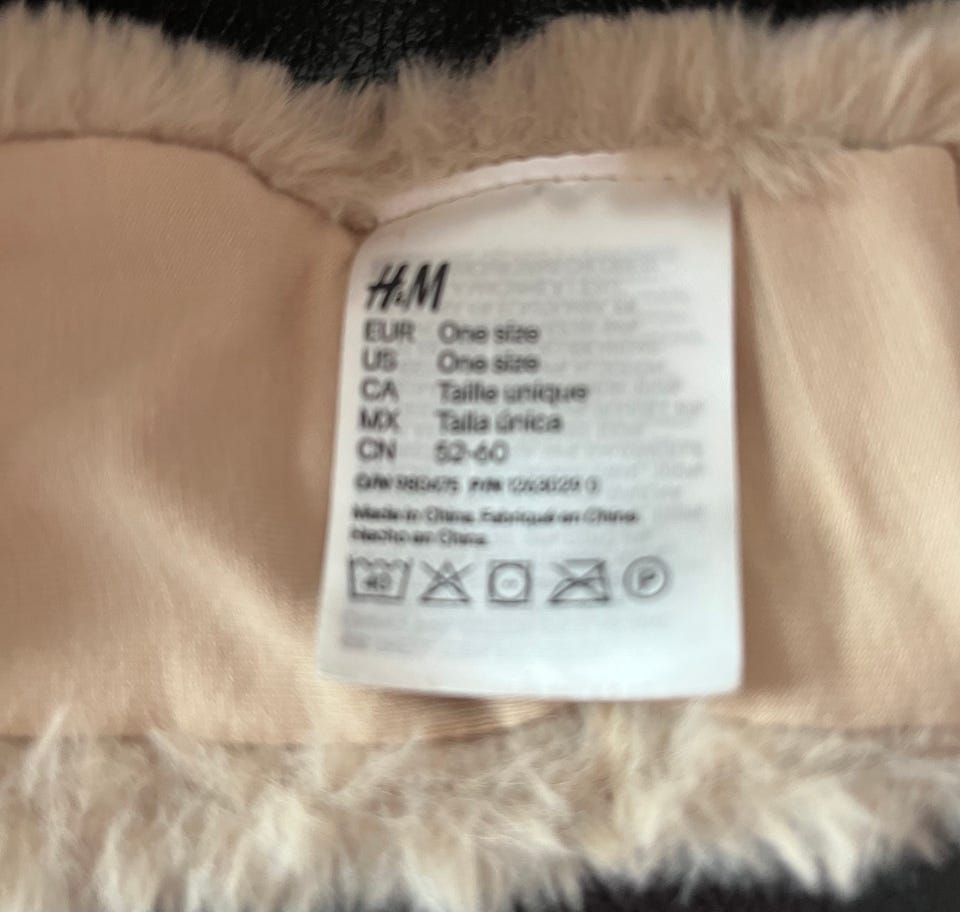 H&M
EUR One size
US One size
CA Taille unique
MX Talla única
CN 52-60
O/N P/N
Made in China. Fabriqué en Chine.
Hecho en China.
40
P